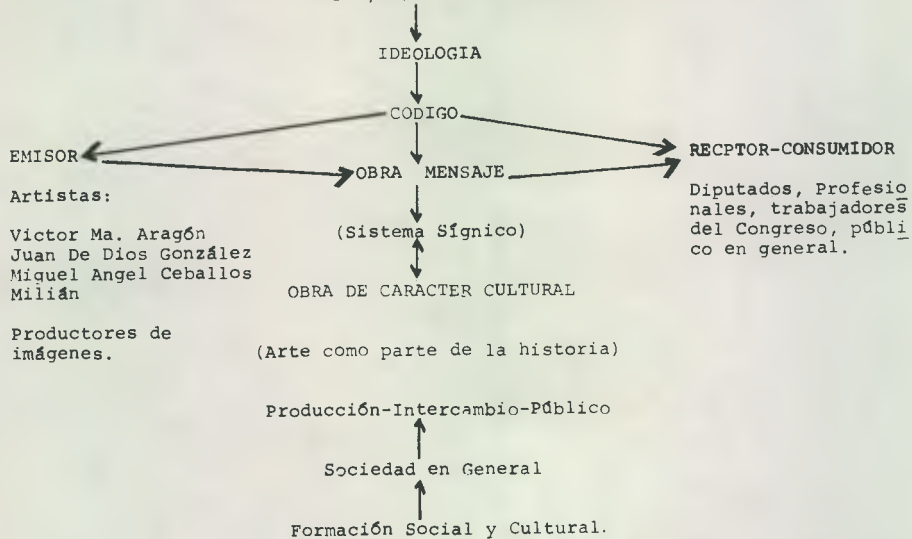 IDEOLOGIA
CODIGO
EMISOR
OBRA MENSAJE
RECPTOR-CONSUMIDOR
Artistas:
Victor Ma. Aragón
Juan De Dios González
Miguel Angel Ceballos
Milián
Productores de
imágenes.
Diputados, Profesio
nales, trabajadores
del Congreso, públi
co en general.
(Sistema Sígnico)
OBRA DE CARACTER CULTURAL
(Arte como parte de la historia)
Producción-Intercambio-Público
Sociedad en General
Formación Social y Cultural.